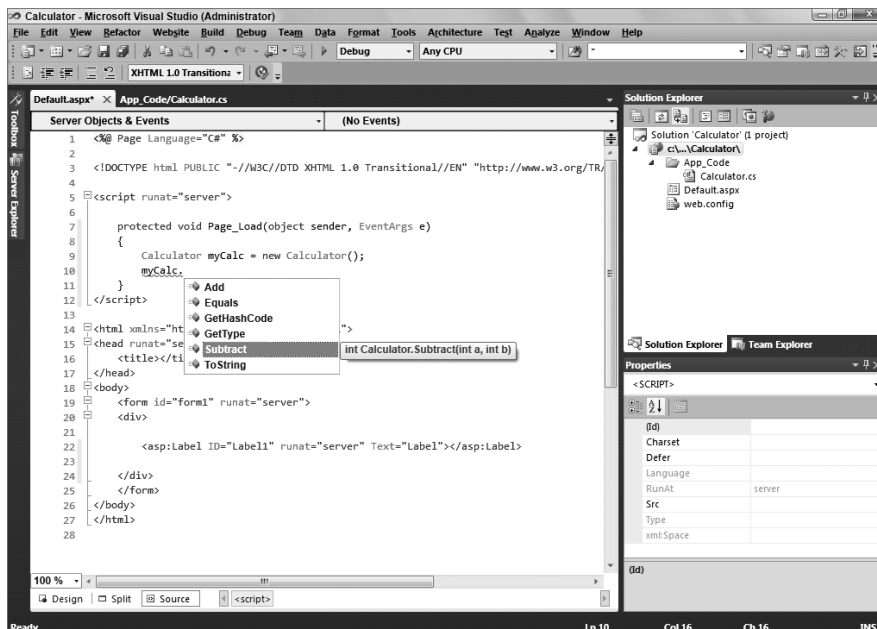 Calculator - Microsoft Visual Studio (Administrator)
File Edit View Refactor Website Build Debug Team Data Format Tools Architecture Test Analyze Window Help
Debug Any CPU
XHTML 1.0 Transitiona
Toolbox
Server Explorer
Default.aspx* App_Code/Calculator.cs
Server Objects & Events (No Events)
1 <%@ Page Language="C#" %>
2
3 <!DOCTYPE html PUBLIC "-//W3C//DTD XHTML 1.0 Transitional//EN" "http://www.w3.org/TR/
4
5 <script runat="server">
6
7 protected void Page_Load(object sender, EventArgs e)
8 {
9 Calculator myCalc = new Calculator();
10 myCalc.
11 }
12 </script>
13
14 <html xmlns="ht ">
15 <head runat="se
16 <title></ti
17 </head>
18 <body>
19 <form id="form1" runat="server">
20 <div>
21
22 <asp:Label ID="Label1" runat="server" Text="Label"></asp:Label>
23
24 </div>
25 </form>
26 </body>
27 </html>
28
Add
Equals
GetHashCode
GetType
Subtract
ToString
int Calculator.Subtract(int a, int b)
100 %
Design Split Source <script>
Solution Explorer
Solution 'Calculator' (1 project)
c:\...\Calculator\
App_Code
Calculator.cs
Default.aspx
web.config
Solution Explorer Team Explorer
Properties
<SCRIPT>
(Id)
Charset
Defer
Language
RunAt server
Src
Type
xml:Space
(Id)
Ready Ln 10 Col 16 Ch 16 INS